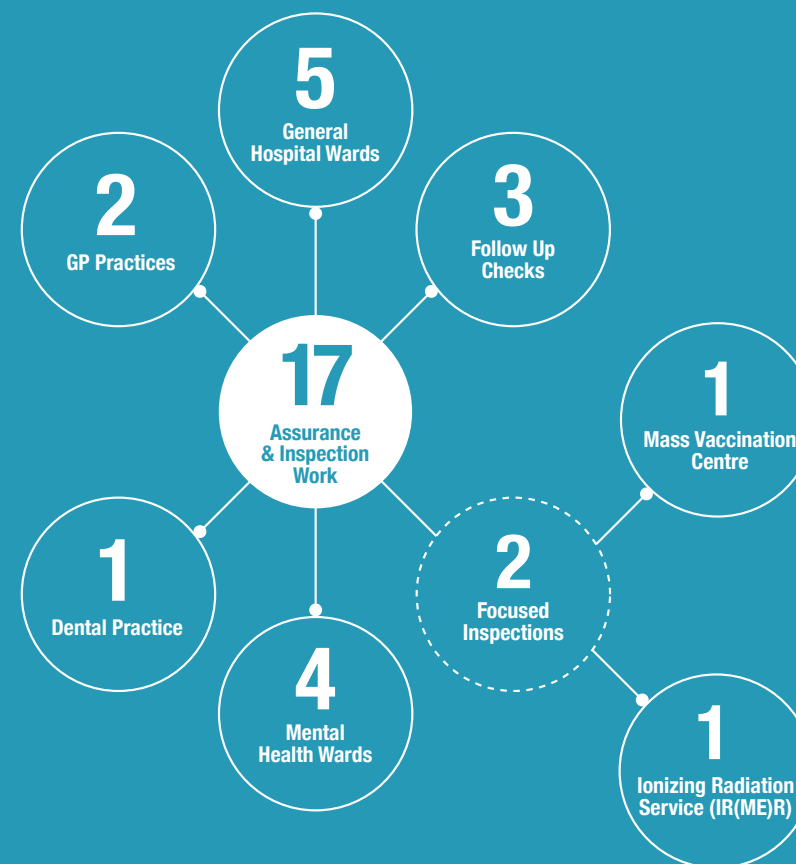 5
General
Hospital Wards
2
GP Practices
3
Follow Up
Checks
17
Assurance
& Inspection
Work
1
Mass Vaccination
Centre
1
Dental Practice
2
Focused
Inspections
4
Mental
Health Wards
1
Ionizing Radiation
Service (IR(ME)R)